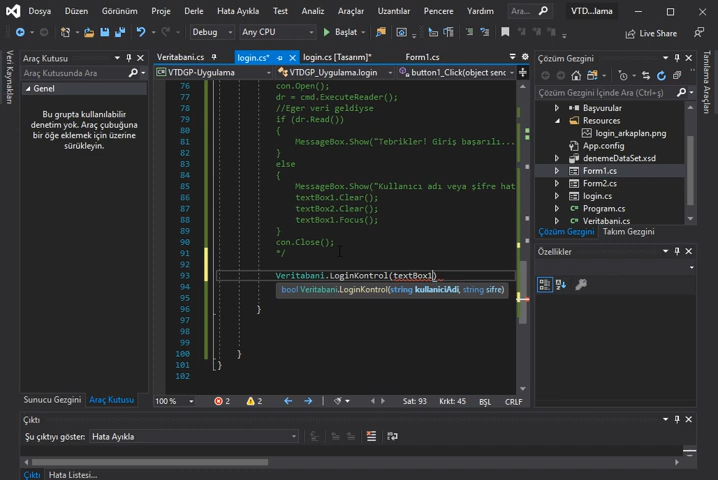 Dosya Düzen Görünüm Proje Derle Hata Ayıkla Test Analiz Araçlar Uzantılar Pencere Yardım Ara... VTD...lama
Debug Any CPU Başlat Live Share
Veri Kaynakları
Araç Kutusu
Araç Kutusunda Ara
Genel
Bu grupta kullanılabilir
denetim yok. Araç çubuğuna
bir öğe eklemek için üzerine
sürükleyin.
Sunucu Gezgini Araç Kutusu
Veritabani.cs login.cs* login.cs [Tasarım]* Form1.cs
VTDGP-Uygulama VTDGP_Uygulama.login button1_Click(object senc
76 con.Open();
77 dr = cmd.ExecuteReader();
78 //Eger veri geldiyse
79 if (dr.Read())
80 {
81 MessageBox.Show("Tebrikler! Giriş başarılı...
82 }
83 else
84 {
85 MessageBox.Show("Kullanıcı adı veya şifre hat
86 textBox1.Clear();
87 textBox2.Clear();
88 textBox1.Focus();
89 }
90 con.Close();
91 */
92
93 Veritabani.LoginKontrol(textBox1)
94 bool Veritabani.LoginKontrol(string kullaniciAdi, string sifre)
95
96 }
97
98
99
100 }
101 }
102
100 % 2 2 Sat: 93 Krkt: 45 BŞL CRLF
Çözüm Gezgini
Çözüm Gezgini Ara (Ctrl+ş)
Başvurular
Resources
login_arkaplan.png
App.config
denemeDataSet.xsd
Form1.cs
Form2.cs
login.cs
Program.cs
Veritabani.cs
Çözüm Gezgini Takım Gezgini
Özellikler
Tanılama Araçları
Çıktı
Şu çıktıyı göster: Hata Ayıkla
Çıktı Hata Listesi...